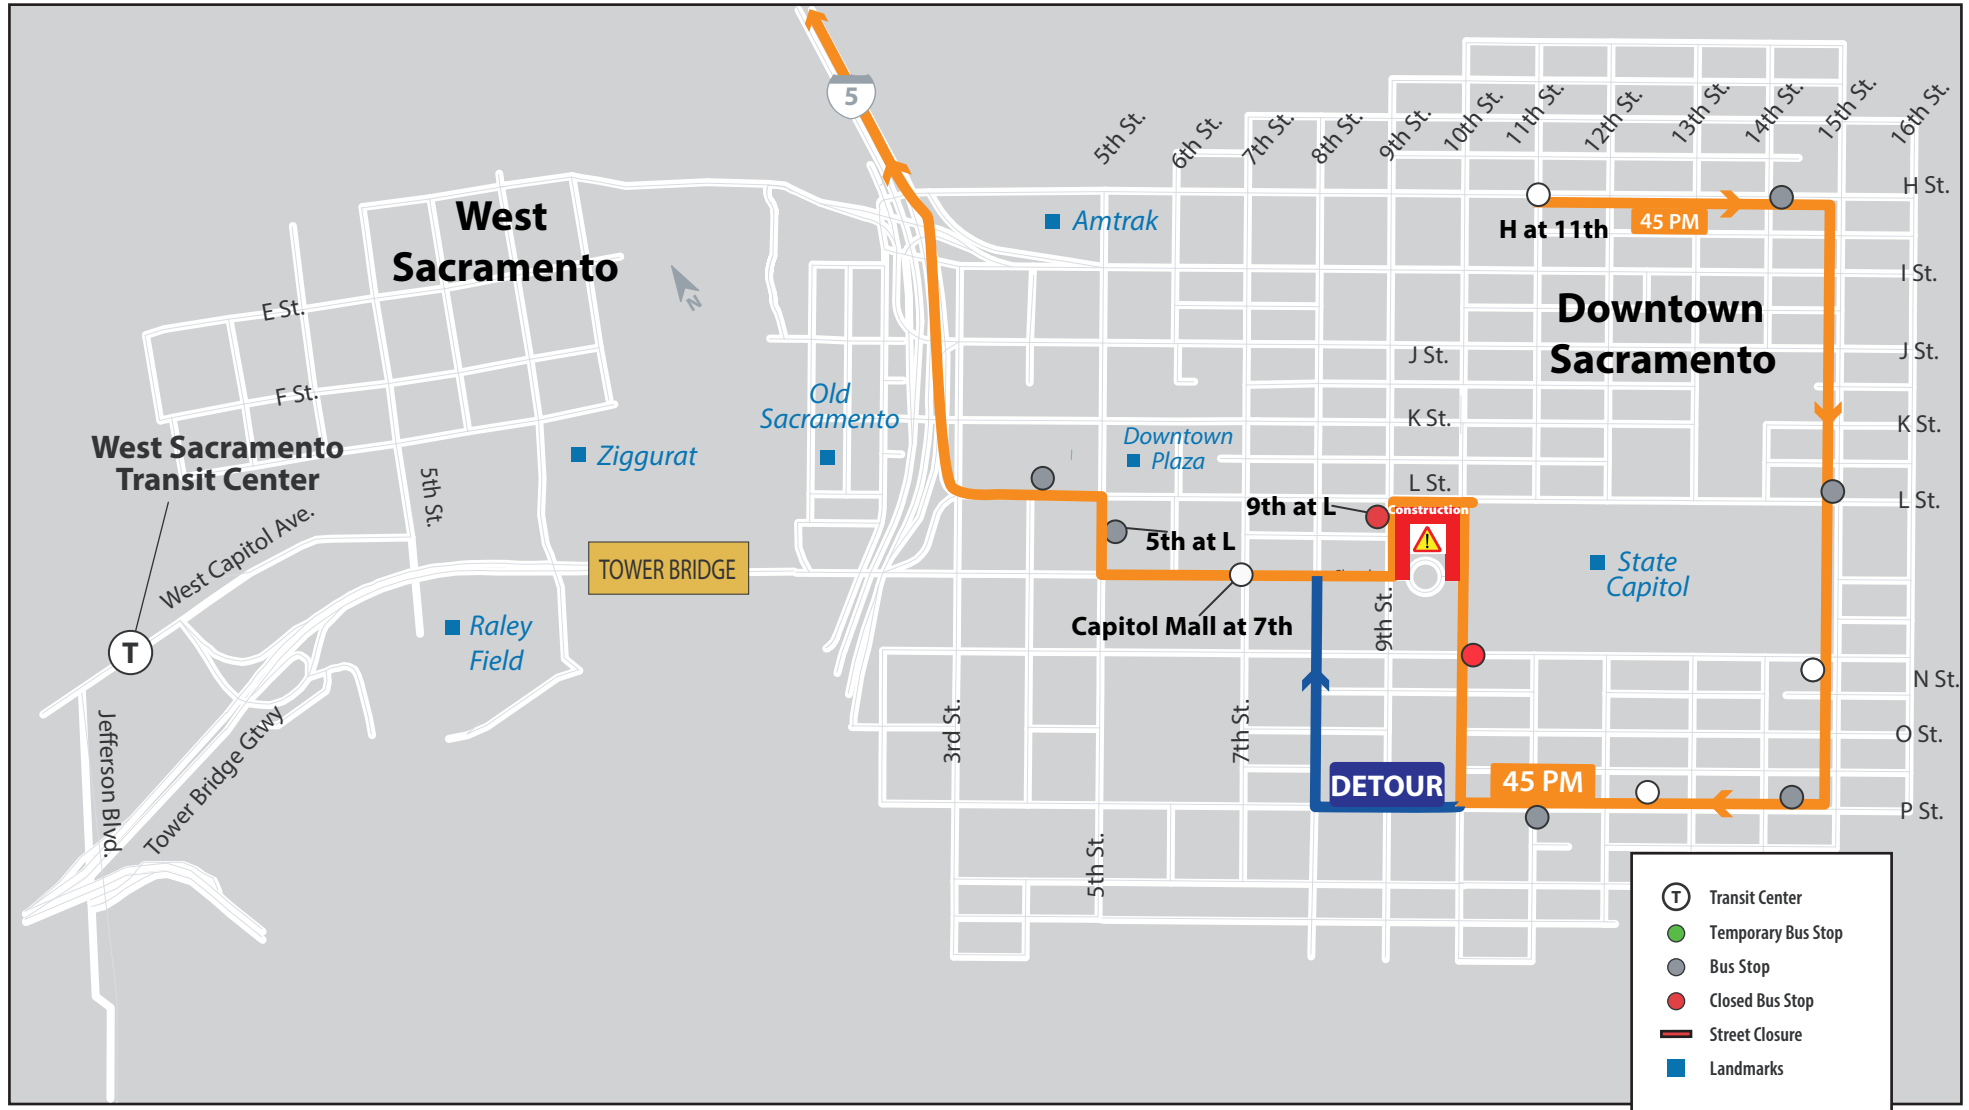 5
5th St.
6th St.
7th St.
8th St.
9th St.
10th St.
11th St.
12th St.
13th St.
14th St.
15th St.
16th St.
H St.
West
Sacramento
Amtrak
H at 11th
45 PM
I St.
N
E St.
Downtown
Sacramento
J St.
J St.
F St.
Old
Sacramento
K St.
K St.
West Sacramento
Transit Center
Ziggurat
Downtown
Plaza
5th St.
L St.
L St.
9th at L
Construction
5th at L
West Capitol Ave.
TOWER BRIDGE
State
Capitol
Capitol Mall at 7th
9th St.
Raley
Field
T
N St.
Jefferson Blvd.
Tower Bridge Gtwy
3rd St.
7th St.
O St.
DETOUR
45 PM
P St.
5th St.
T
Transit Center
Temporary Bus Stop
Bus Stop
Closed Bus Stop
Street Closure
Landmarks